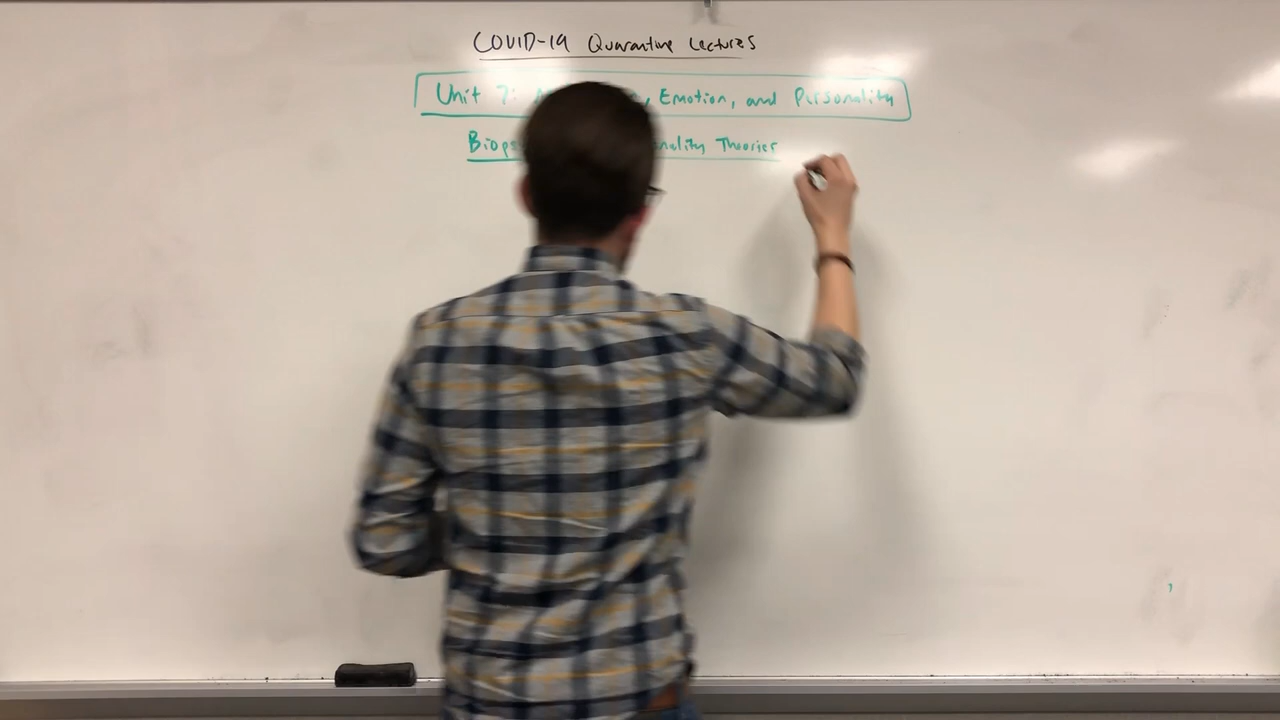 COVID-19 Quarantine Lectures
Unit 7: , Emotion, and Personality
Theories